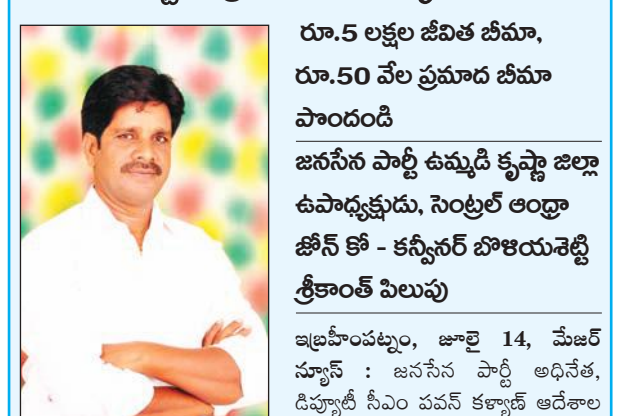 రూ.5 లక్షల జీవిత బీమా,
రూ.50 వేల ప్రమాద బీమా
పొందండి
జనసేన పార్టీ ఉమ్మడి కృష్ణా జిల్లా
ఉపాధ్యక్షుడు, సెంట్రల్ ఆంధ్రా
జోన్ కో - కన్వీనర్ బొళియశెట్టి
శ్రీకాంత్ పిలుపు
ఇబ్రహీంపట్నం, జూలై 14, మేజర్
న్యూస్ : జనసేన పార్టీ అధినేత,
డిప్యూటీ సీఎం పవన్ కళ్యాణ్ ఆదేశాల